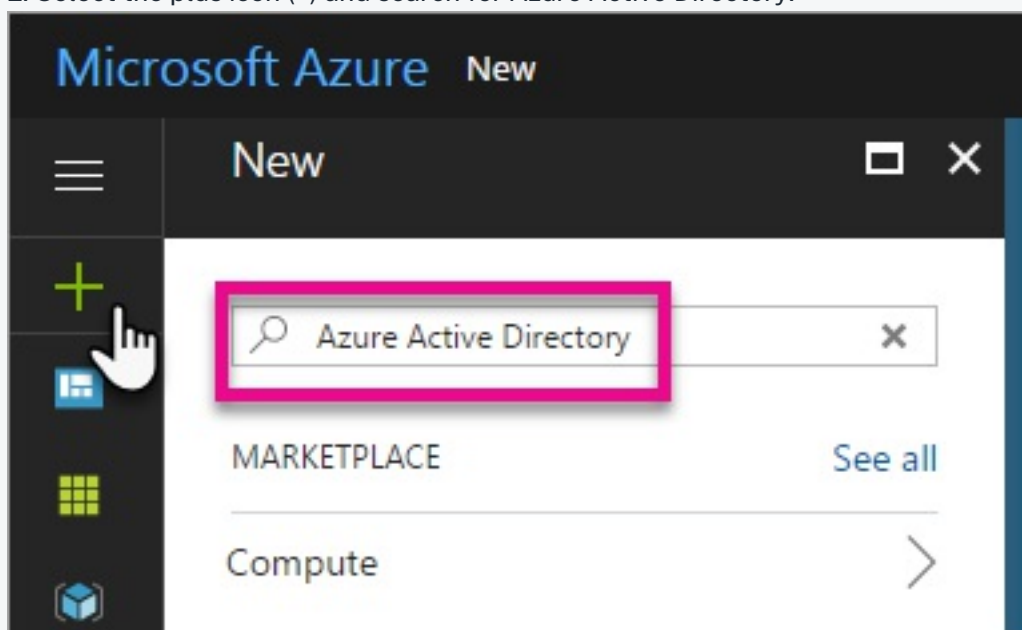 Microsoft Azure New
New
Azure Active Directory
MARKETPLACE See all
Compute